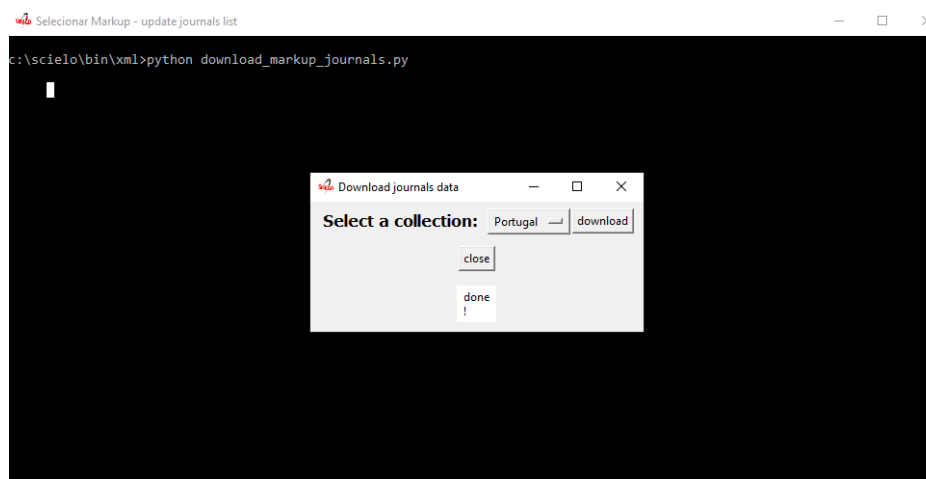 Selecionar Markup - update journals list
c:\scielo\bin\xml>python download_markup_journals.py
Download journals data
Select a collection: Portugal download
close
done
!